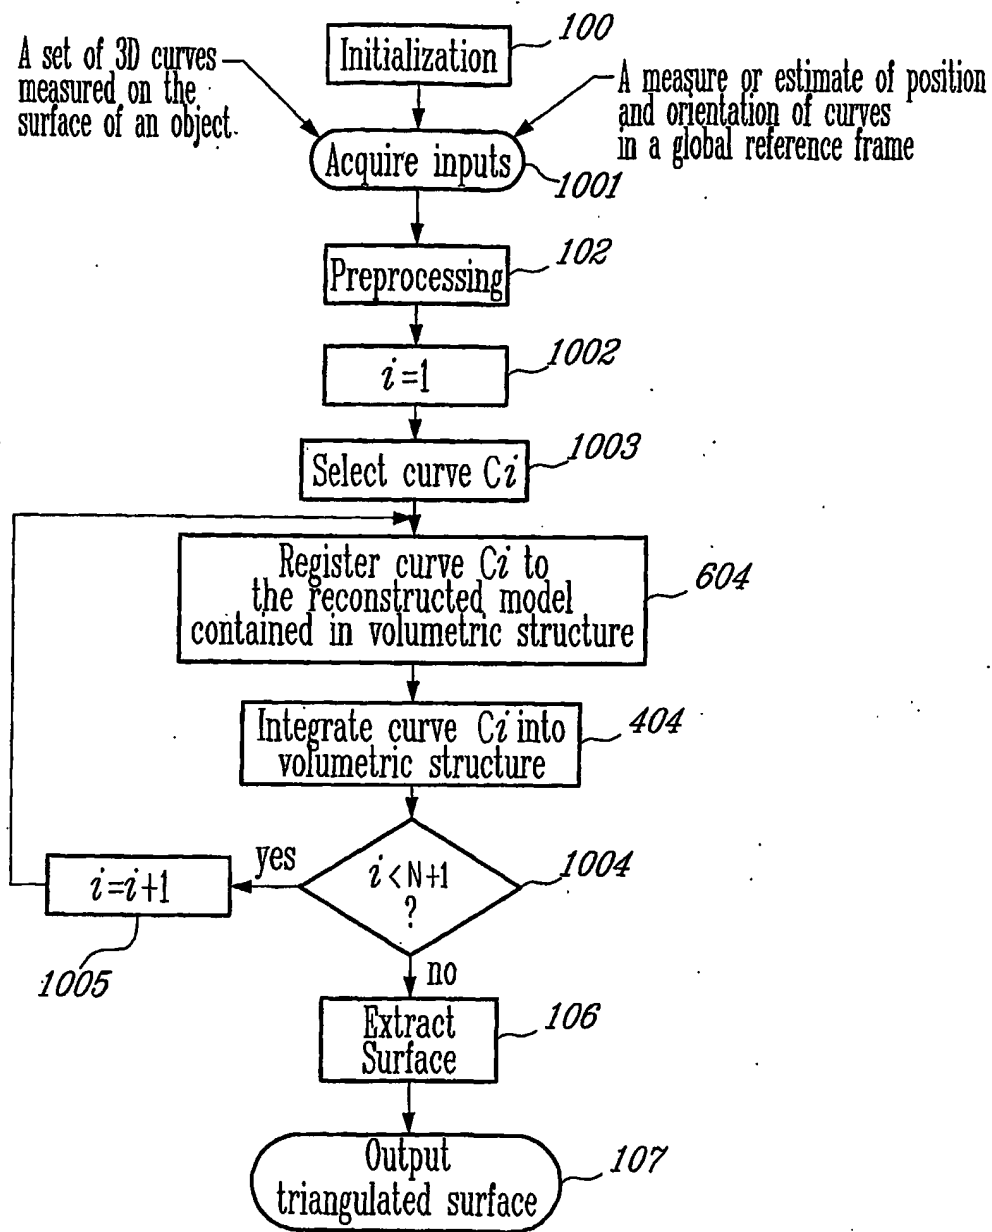 100
Initialization
A set of 3D curves
measured on the
surface of an object.
A measure or estimate of position
and orientation of curves
in a global reference frame
Acquire inputs
1001
102
Preprocessing
1002
i=1
1003
Select curve Ci
Register curve Ci to
the reconstructed model
contained in volumetric structure
604
Integrate curve Ci into
volumetric structure
404
yes
i<N+1
?
1004
i=i+1
1005
no
Extract
Surface
106
Output
triangulated surface
107